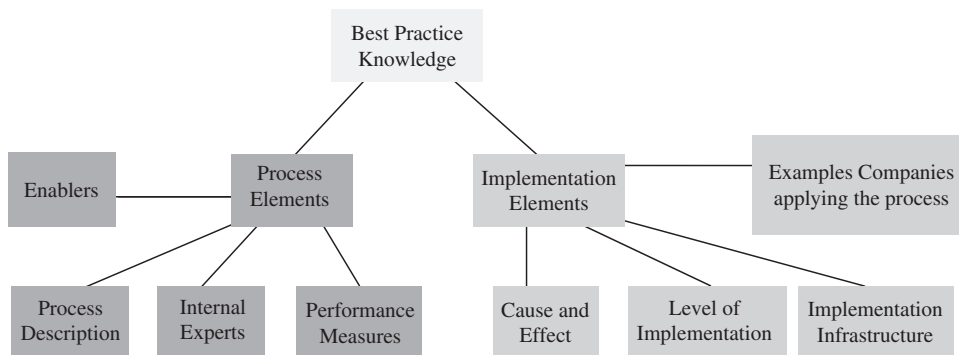 Best Practice
Knowledge
Enablers
Process
Elements
Implementation
Elements
Examples Companies
applying the process
Process
Description
Internal
Experts
Performance
Measures
Cause and
Effect
Level of
Implementation
Implementation
Infrastructure